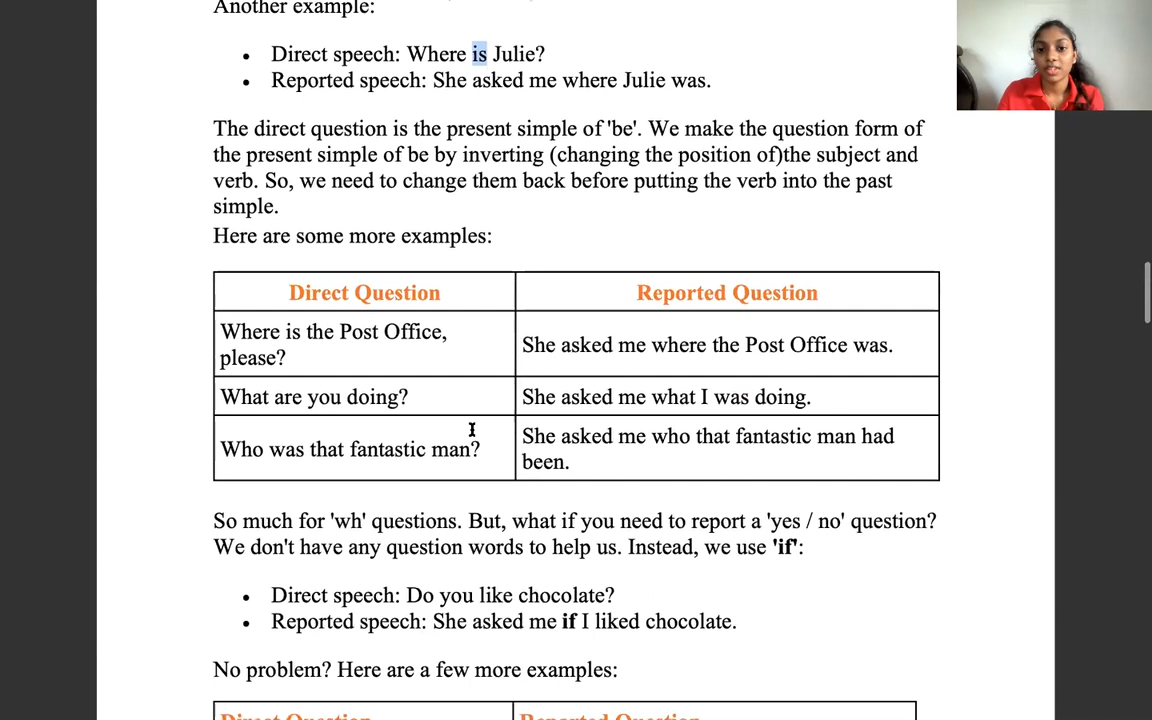 Another example:
• Direct speech: Where is Julie?
• Reported speech: She asked me where Julie was.
The direct question is the present simple of 'be'. We make the question form of
the present simple of be by inverting (changing the position of)the subject and
verb. So, we need to change them back before putting the verb into the past
simple.
Here are some more examples:
Direct Question
Reported Question
Where is the Post Office,
please?
She asked me where the Post Office was.
What are you doing?
She asked me what I was doing.
Who was that fantastic man?
She asked me who that fantastic man had
been.
So much for 'wh' questions. But, what if you need to report a 'yes / no' question?
We don't have any question words to help us. Instead, we use 'if':
• Direct speech: Do you like chocolate?
• Reported speech: She asked me if I liked chocolate.
No problem? Here are a few more examples:
Direct Question
Reported Question